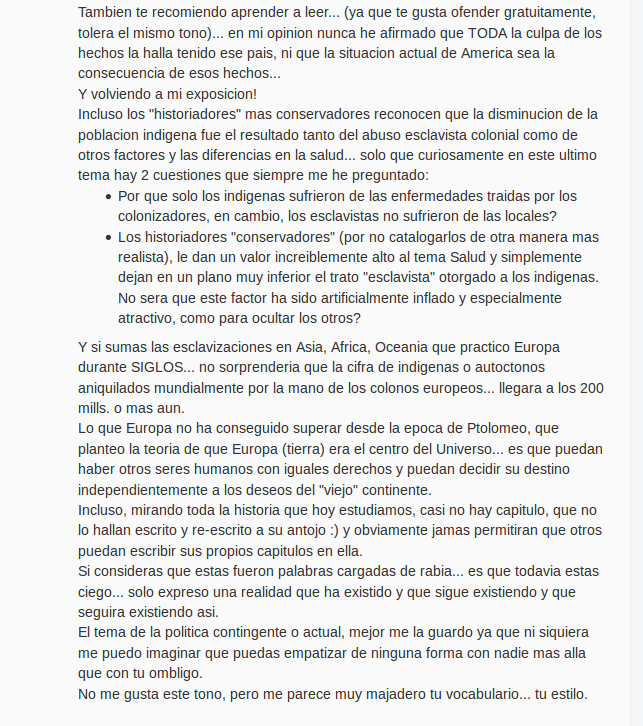 Tambien te recomiendo aprender a leer... (ya que te gusta ofender gratuitamente,
tolera el mismo tono)... en mi opinion nunca he afirmado que TODA la culpa de los
hechos la halla tenido ese pais, ni que la situacion actual de America sea la
consecuencia de esos hechos...
Y volviendo a mi exposicion!
Incluso los "historiadores" mas conservadores reconocen que la disminucion de la
poblacion indigena fue el resultado tanto del abuso esclavista colonial como de
otros factores y las diferencias en la salud... solo que curiosamente en este ultimo
tema hay 2 cuestiones que siempre me he preguntado:
• Por que solo los indigenas sufrieron de las enfermedades traidas por los
colonizadores, en cambio, los esclavistas no sufrieron de las locales?
• Los historiadores "conservadores" (por no catalogarlos de otra manera mas
realista), le dan un valor increiblemente alto al tema Salud y simplemente
dejan en un plano muy inferior el trato "esclavista" otorgado a los indigenas.
No sera que este factor ha sido artificialmente inflado y especialmente
atractivo, como para ocultar los otros?
Y si sumas las esclavizaciones en Asia, Africa, Oceania que practico Europa
durante SIGLOS... no sorprenderia que la cifra de indigenas o autoctonos
aniquilados mundialmente por la mano de los colonos europeos... llegara a los 200
mills. o mas aun.
Lo que Europa no ha conseguido superar desde la epoca de Ptolomeo, que
planteo la teoria de que Europa (tierra) era el centro del Universo... es que puedan
haber otros seres humanos con iguales derechos y puedan decidir su destino
independientemente a los deseos del "viejo" continente.
Incluso, mirando toda la historia que hoy estudiamos, casi no hay capitulo, que no
lo hallan escrito y re-escrito a su antojo :) y obviamente jamas permitiran que otros
puedan escribir sus propios capitulos en ella.
Si consideras que estas fueron palabras cargadas de rabia... es que todavia estas
ciego... solo expreso una realidad que ha existido y que sigue existiendo y que
seguira existiendo asi.
El tema de la politica contingente o actual, mejor me la guardo ya que ni siquiera
me puedo imaginar que puedas empatizar de ninguna forma con nadie mas alla
que con tu ombligo.
No me gusta este tono, pero me parece muy majadero tu vocabulario... tu estilo.